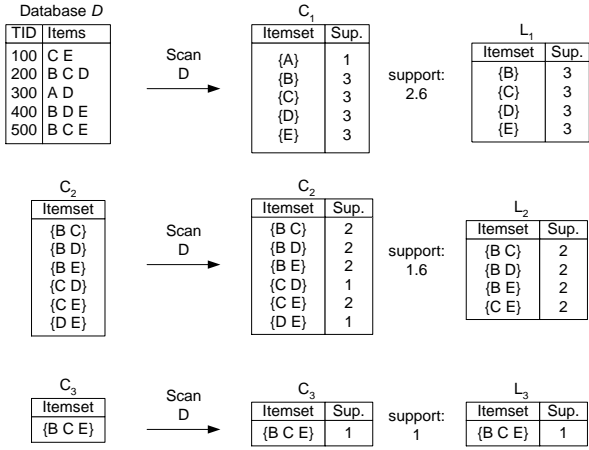 Database D
TID Items
100 C E
200 B C D
300 A D
400 B D E
500 B C E
Scan
D
C1
Itemset Sup.
{A} 1
{B} 3
{C} 3
{D} 3
{E} 3
support:
2.6
L1
Itemset Sup.
{B} 3
{C} 3
{D} 3
{E} 3
C2
Itemset
{B C}
{B D}
{B E}
{C D}
{C E}
{D E}
Scan
D
C2
Itemset Sup.
{B C} 2
{B D} 2
{B E} 2
{C D} 1
{C E} 2
{D E} 1
support:
1.6
L2
Itemset Sup.
{B C} 2
{B D} 2
{B E} 2
{C E} 2
C3
Itemset
{B C E}
Scan
D
C3
Itemset Sup.
{B C E} 1
support:
1
L3
Itemset Sup.
{B C E} 1